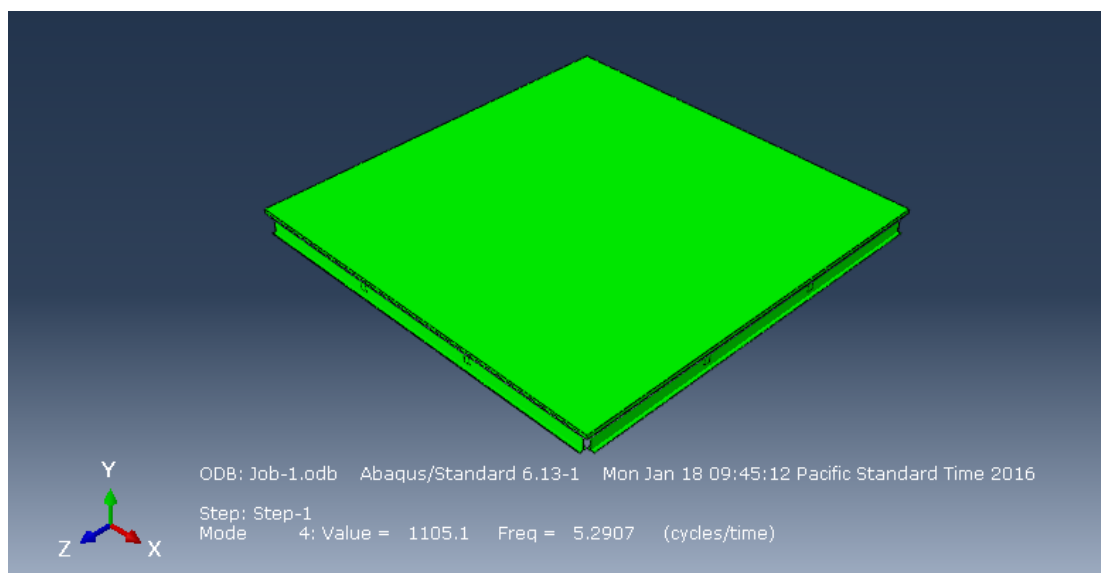 Y
Z
X
ODB: Job-1.odb Abaqus/Standard 6.13-1 Mon Jan 18 09:45:12 Pacific Standard Time 2016
Step: Step-1
Mode 4: Value = 1105.1 Freq = 5.2907 (cycles/time)